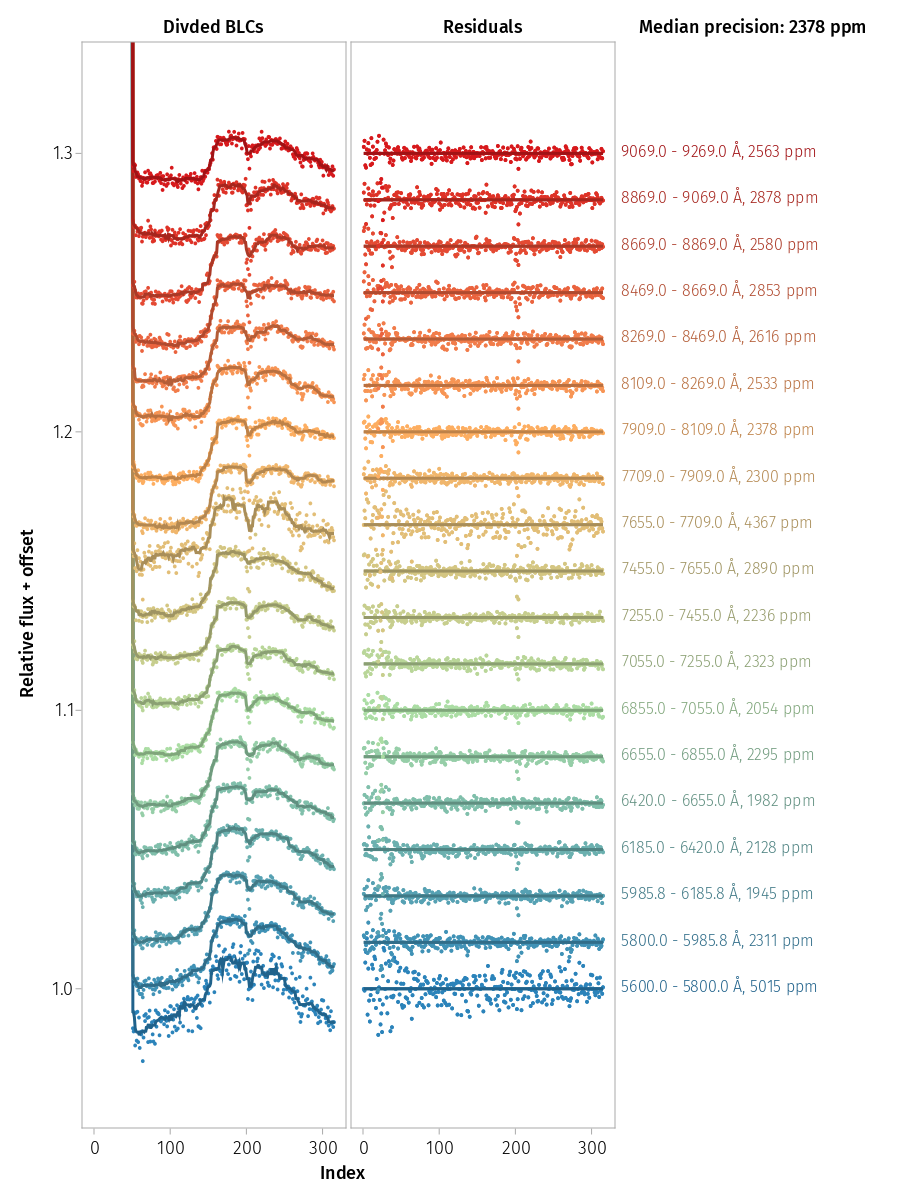 Divded BLCs
Residuals
Median precision: 2378 ppm
1.3
1.2
1.1
1.0
Relative flux + offset
9069.0 - 9269.0 Å, 2563 ppm
8869.0 - 9069.0 Å, 2878 ppm
8669.0 - 8869.0 Å, 2580 ppm
8469.0 - 8669.0 Å, 2853 ppm
8269.0 - 8469.0 Å, 2616 ppm
8109.0 - 8269.0 Å, 2533 ppm
7909.0 - 8109.0 Å, 2378 ppm
7709.0 - 7909.0 Å, 2300 ppm
7655.0 - 7709.0 Å, 4367 ppm
7455.0 - 7655.0 Å, 2890 ppm
7255.0 - 7455.0 Å, 2236 ppm
7055.0 - 7255.0 Å, 2323 ppm
6855.0 - 7055.0 Å, 2054 ppm
6655.0 - 6855.0 Å, 2295 ppm
6420.0 - 6655.0 Å, 1982 ppm
6185.0 - 6420.0 Å, 2128 ppm
5985.8 - 6185.8 Å, 1945 ppm
5800.0 - 5985.8 Å, 2311 ppm
5600.0 - 5800.0 Å, 5015 ppm
0 100 200 300
0 100 200 300
Index